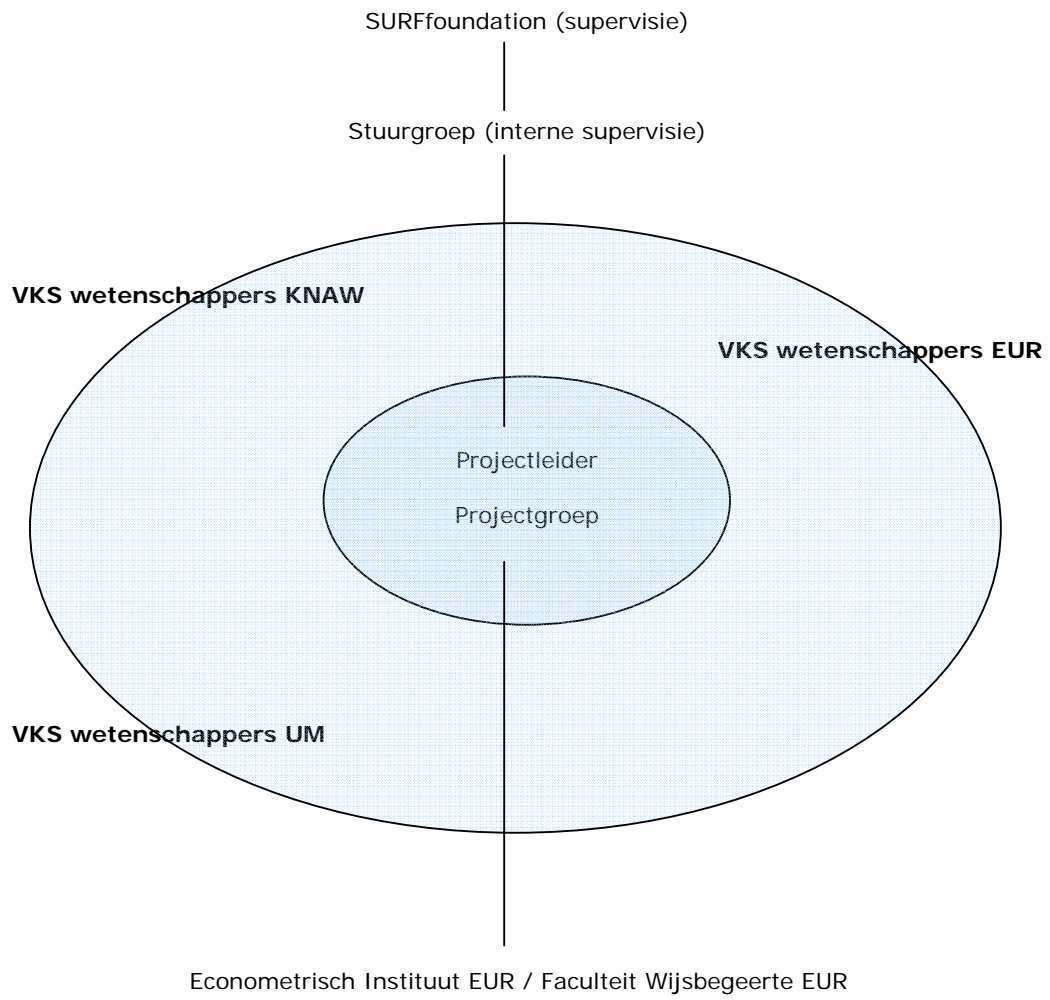 SURFfoundation (supervisie)
Stuurgroep (interne supervisie)
VKS wetenschappers KNAW
VKS wetenschappers EUR
Projectleider
Projectgroep
VKS wetenschappers UM
Econometrisch Instituut EUR / Faculteit Wijsbegeerte EUR